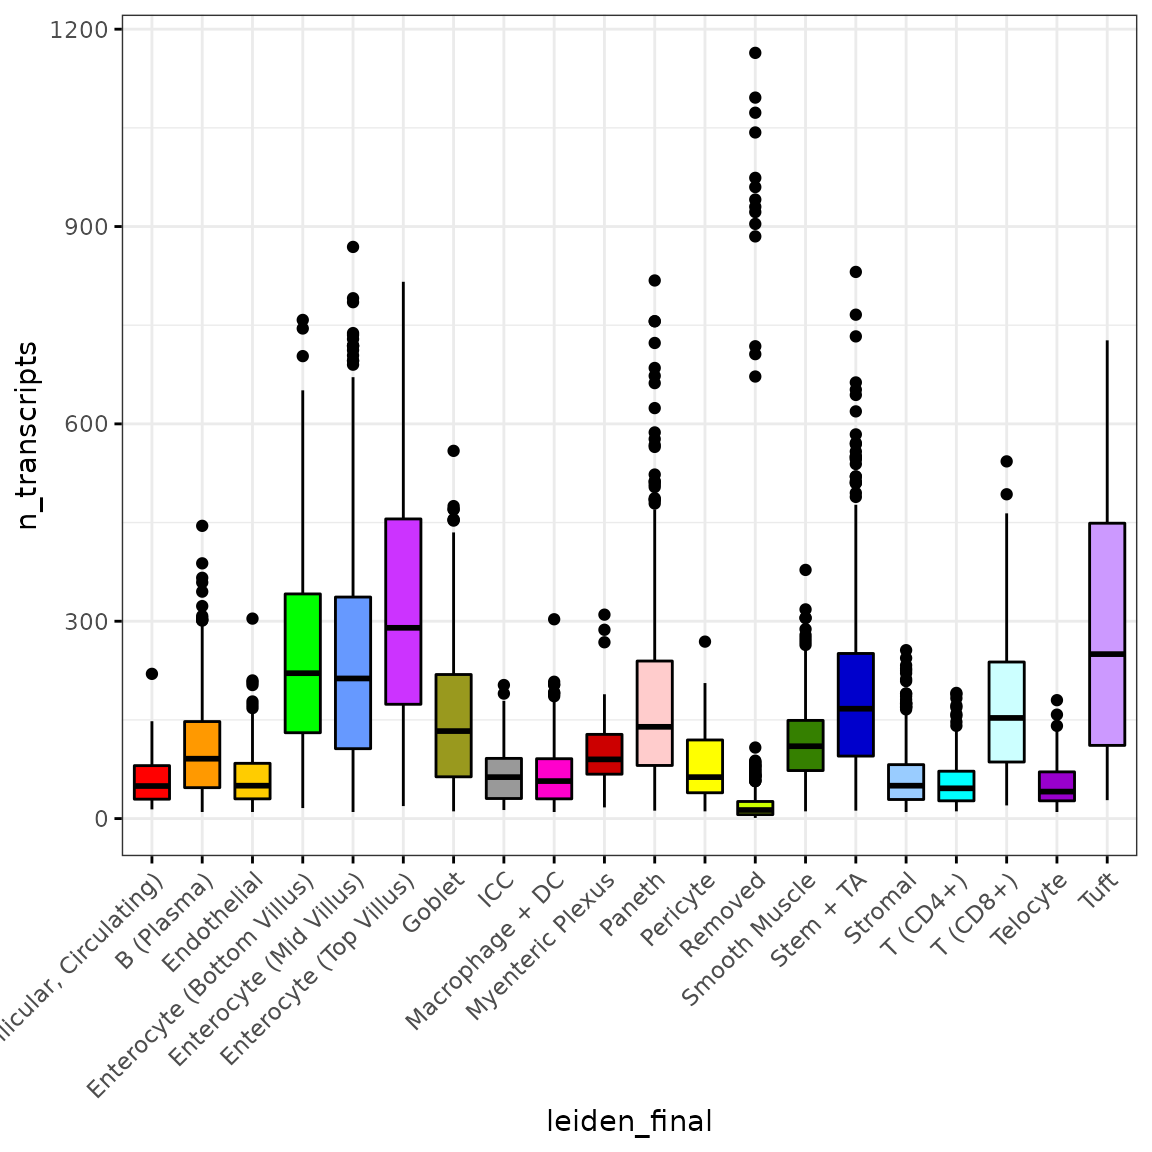 1200
900
600
300
0
n_transcripts
Circulating)
B (Plasma)
Endothelial
Enterocyte (Bottom Villus)
Enterocyte (Mid Villus)
Enterocyte (Top Villus)
Goblet
ICC
Macrophage + DC
Myenteric Plexus
Paneth
Pericyte
Removed
Smooth Muscle
Stem + TA
Stromal
T (CD4+)
T (CD8+)
Telocyte
Tuft
leiden_final